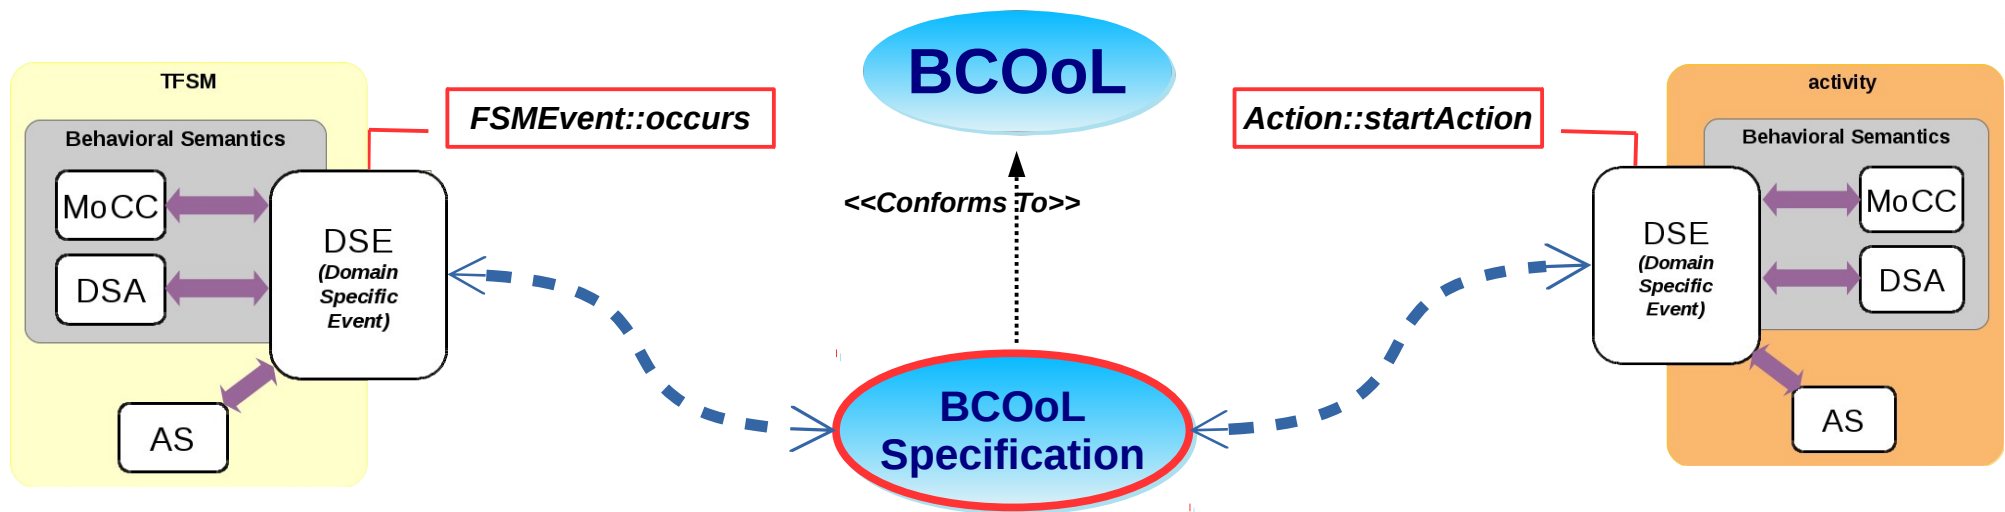 TFSM
Behavioral Semantics
MoCC
DSA
DSE
(Domain
Specific
Event)
AS
FSMEvent::occurs
BCOoL
<<Conforms To>>
BCOoL
Specification
Action::startAction
activity
Behavioral Semantics
DSE
(Domain
Specific
Event)
MoCC
DSA
AS